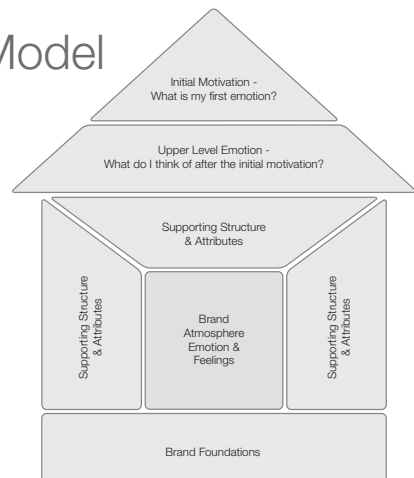 Model
Initial Motivation -
What is my first emotion?
Upper Level Emotion -
What do I think of after the initial motivation?
Supporting Structure
& Attributes
Supporting Structure
& Attributes
Brand
Atmosphere
Emotion &
Feelings
Supporting Structure
& Attributes
Brand Foundations